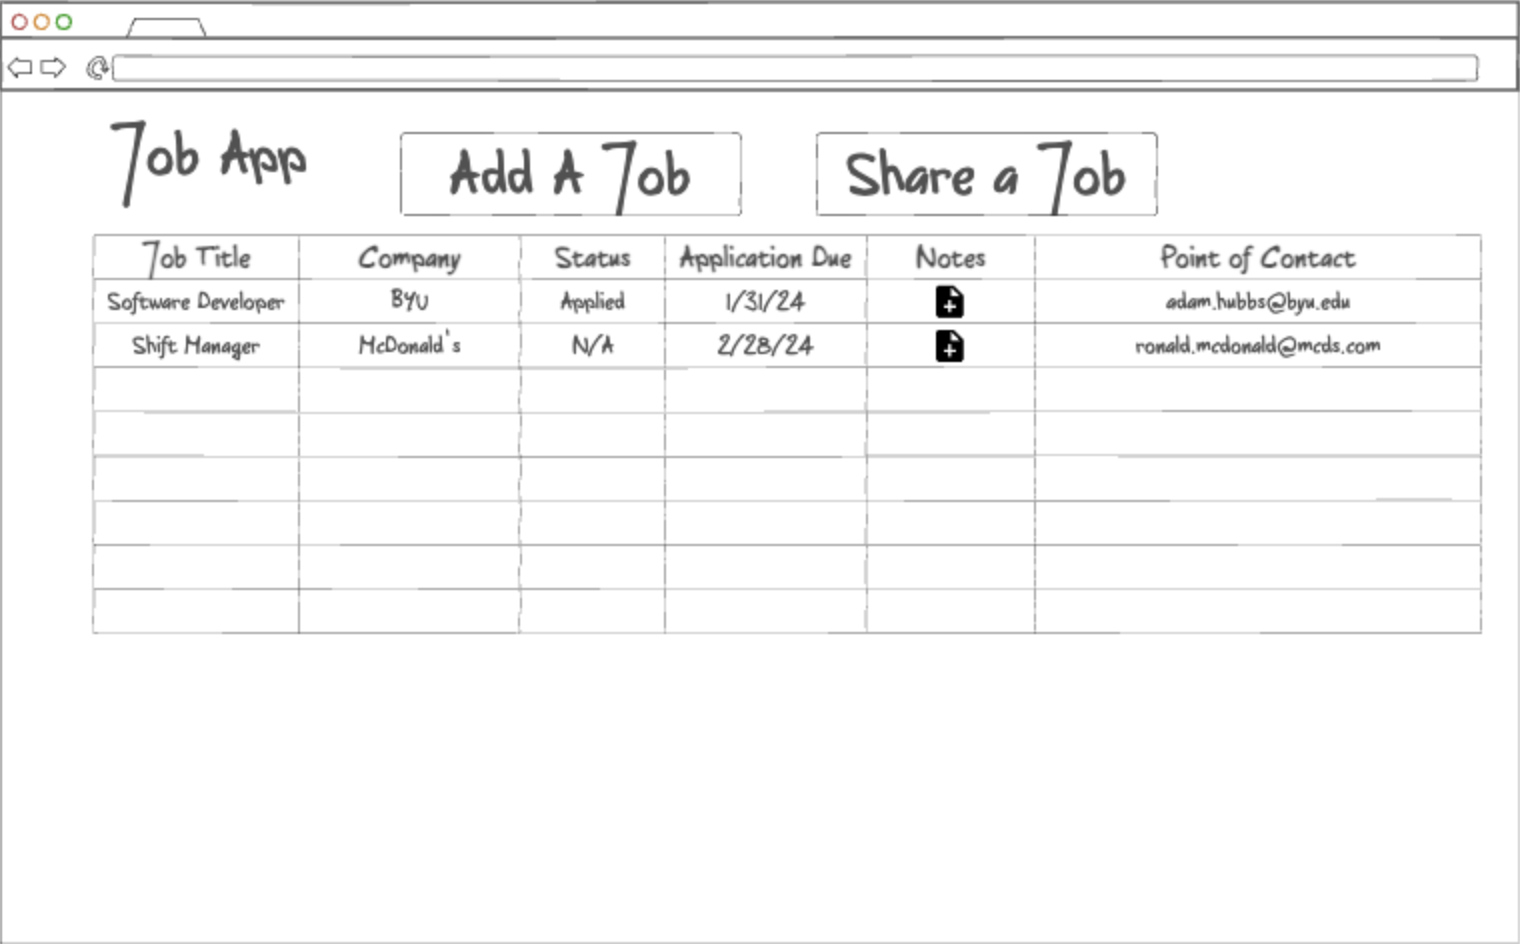 Job App
Add A Job
Share a Job
Job Title Company Status Application Due Notes Point of Contact
Software Developer BYU Applied 1/31/24 adam.hubbs@byu.edu
Shift Manager McDonald's N/A 2/28/24 ronald.mcdonald@mcds.com